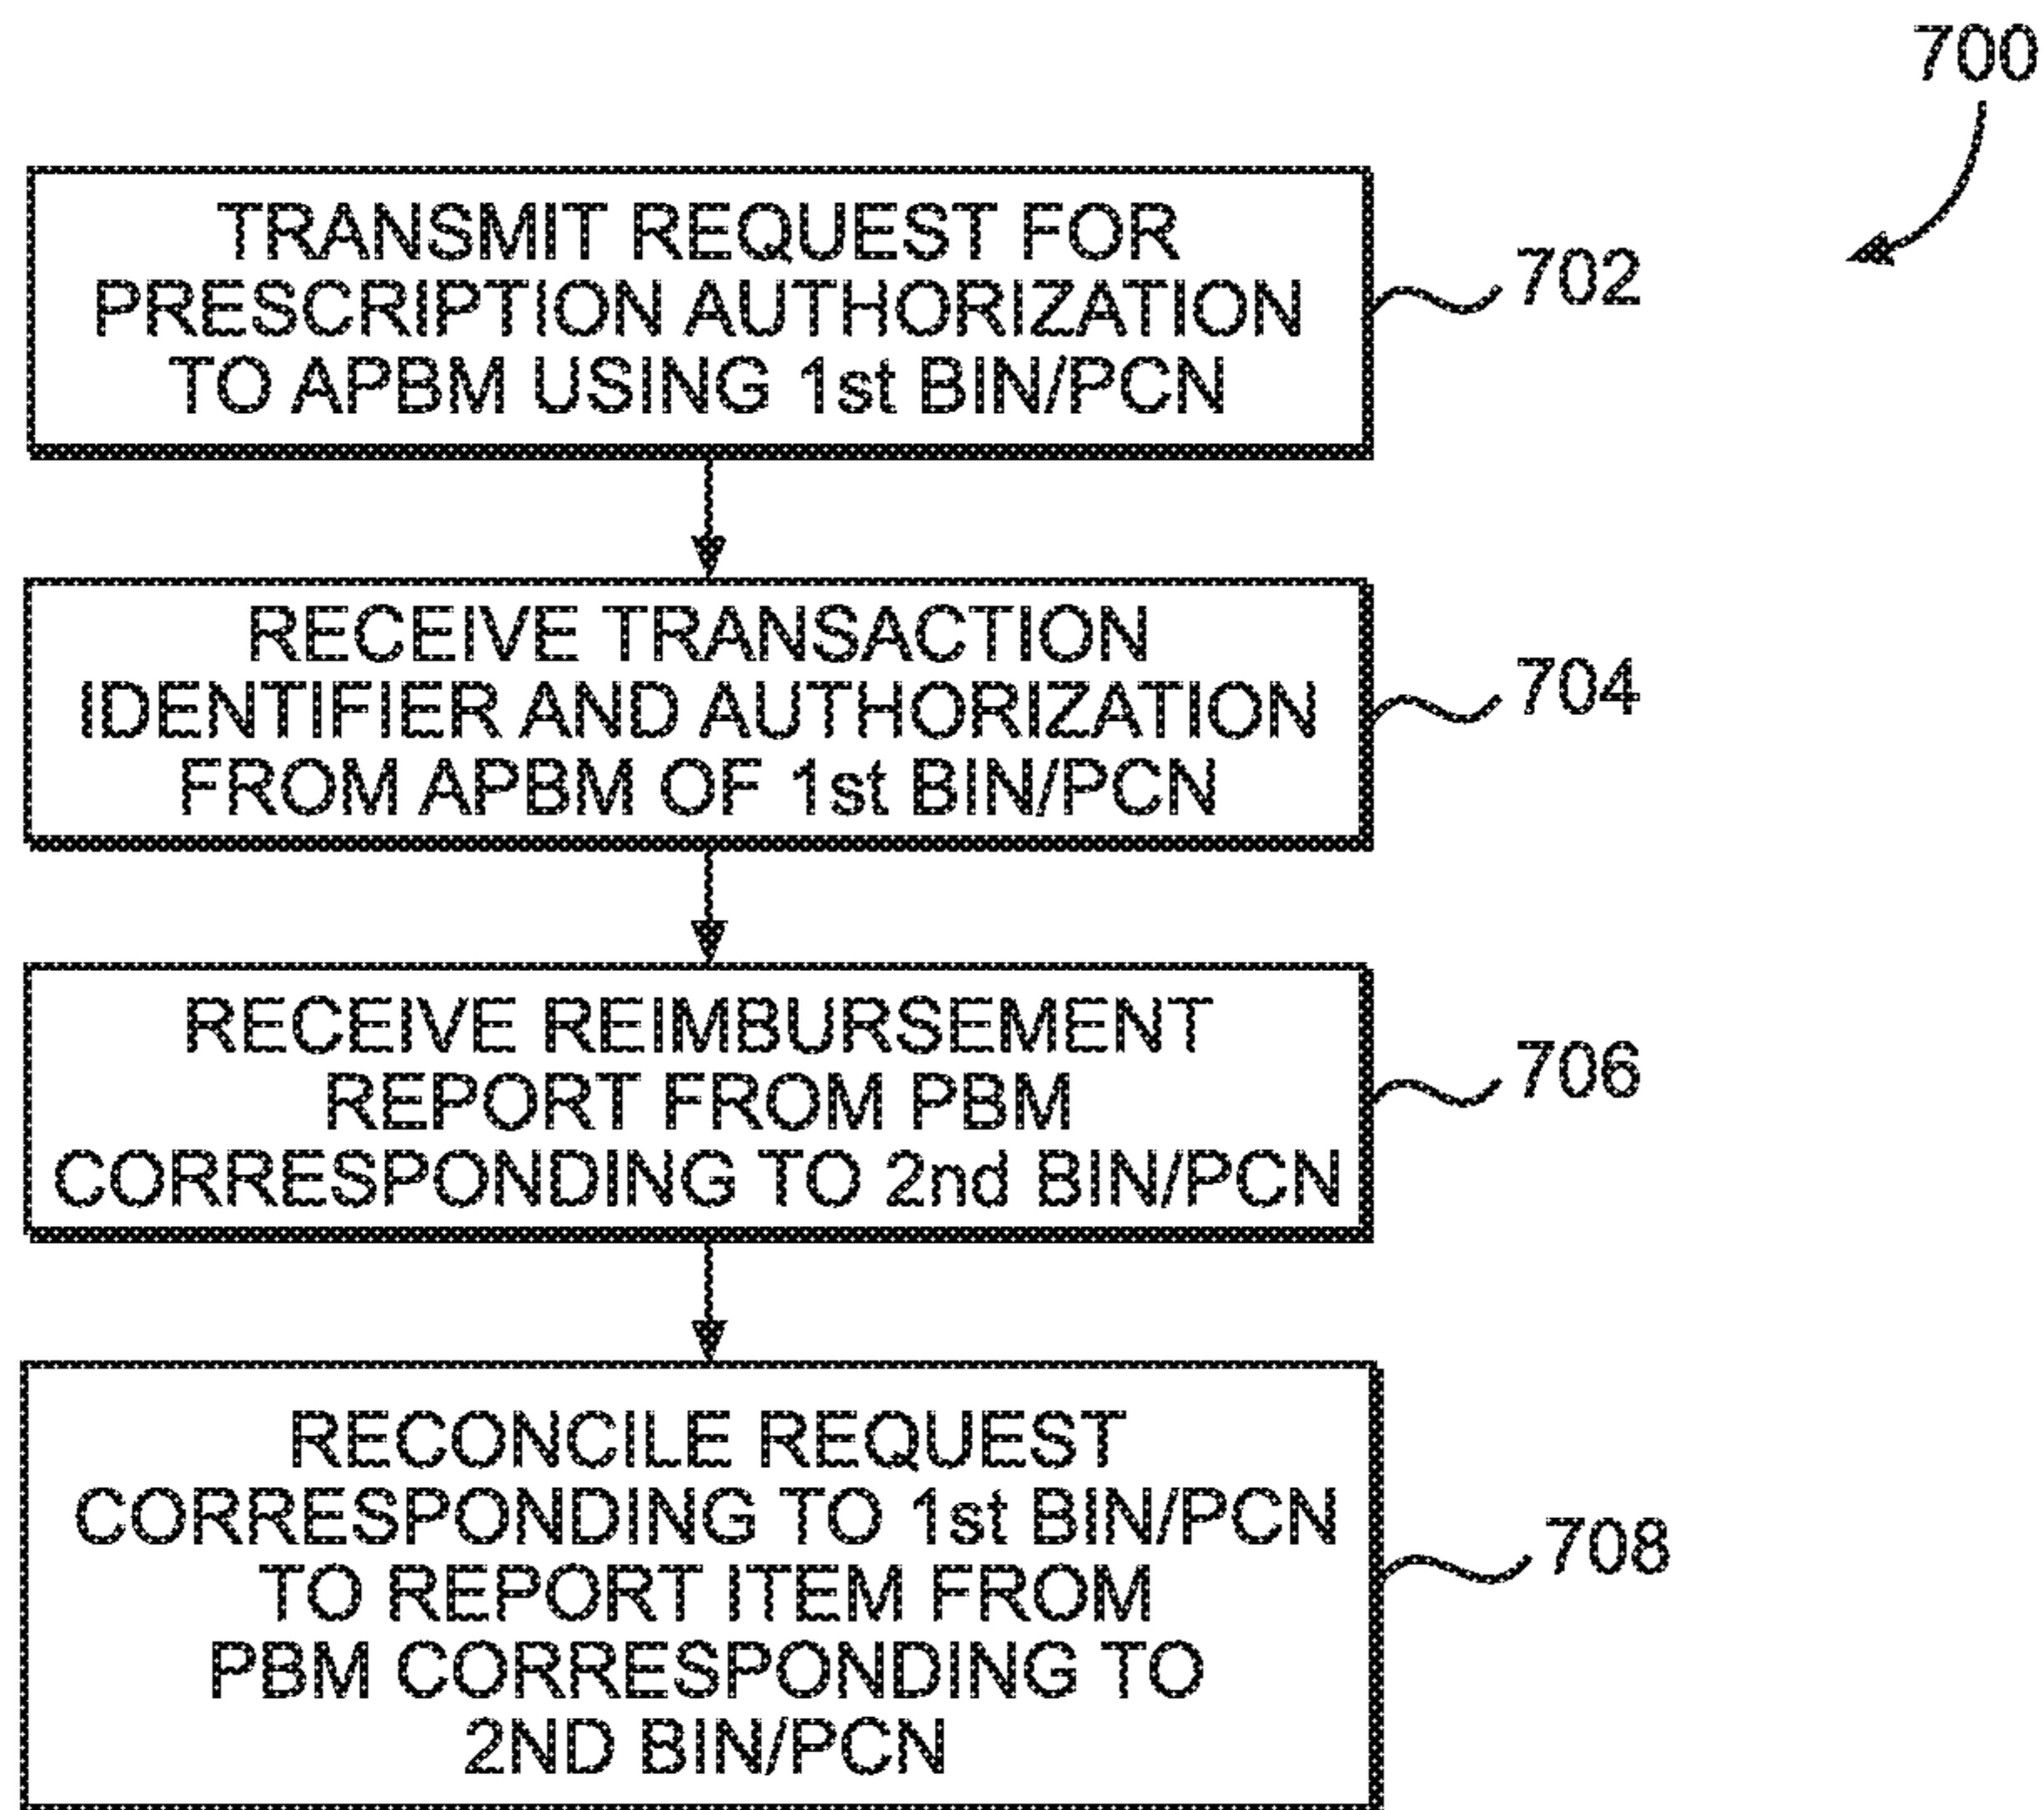 700
TRANSMIT REQUEST FOR
PRESCRIPTION AUTHORIZATION
TO APBM USING 1st BIN/PCN
702
RECEIVE TRANSACTION
IDENTIFIER AND AUTHORIZATION
FROM APBM OF 1st BIN/PCN
704
RECEIVE REIMBURSEMENT
REPORT FROM PBM
CORRESPONDING TO 2nd BIN/PCN
706
RECONCILE REQUEST
CORRESPONDING TO 1st BIN/PCN
TO REPORT ITEM FROM
PBM CORRESPONDING TO
2ND BIN/PCN
708